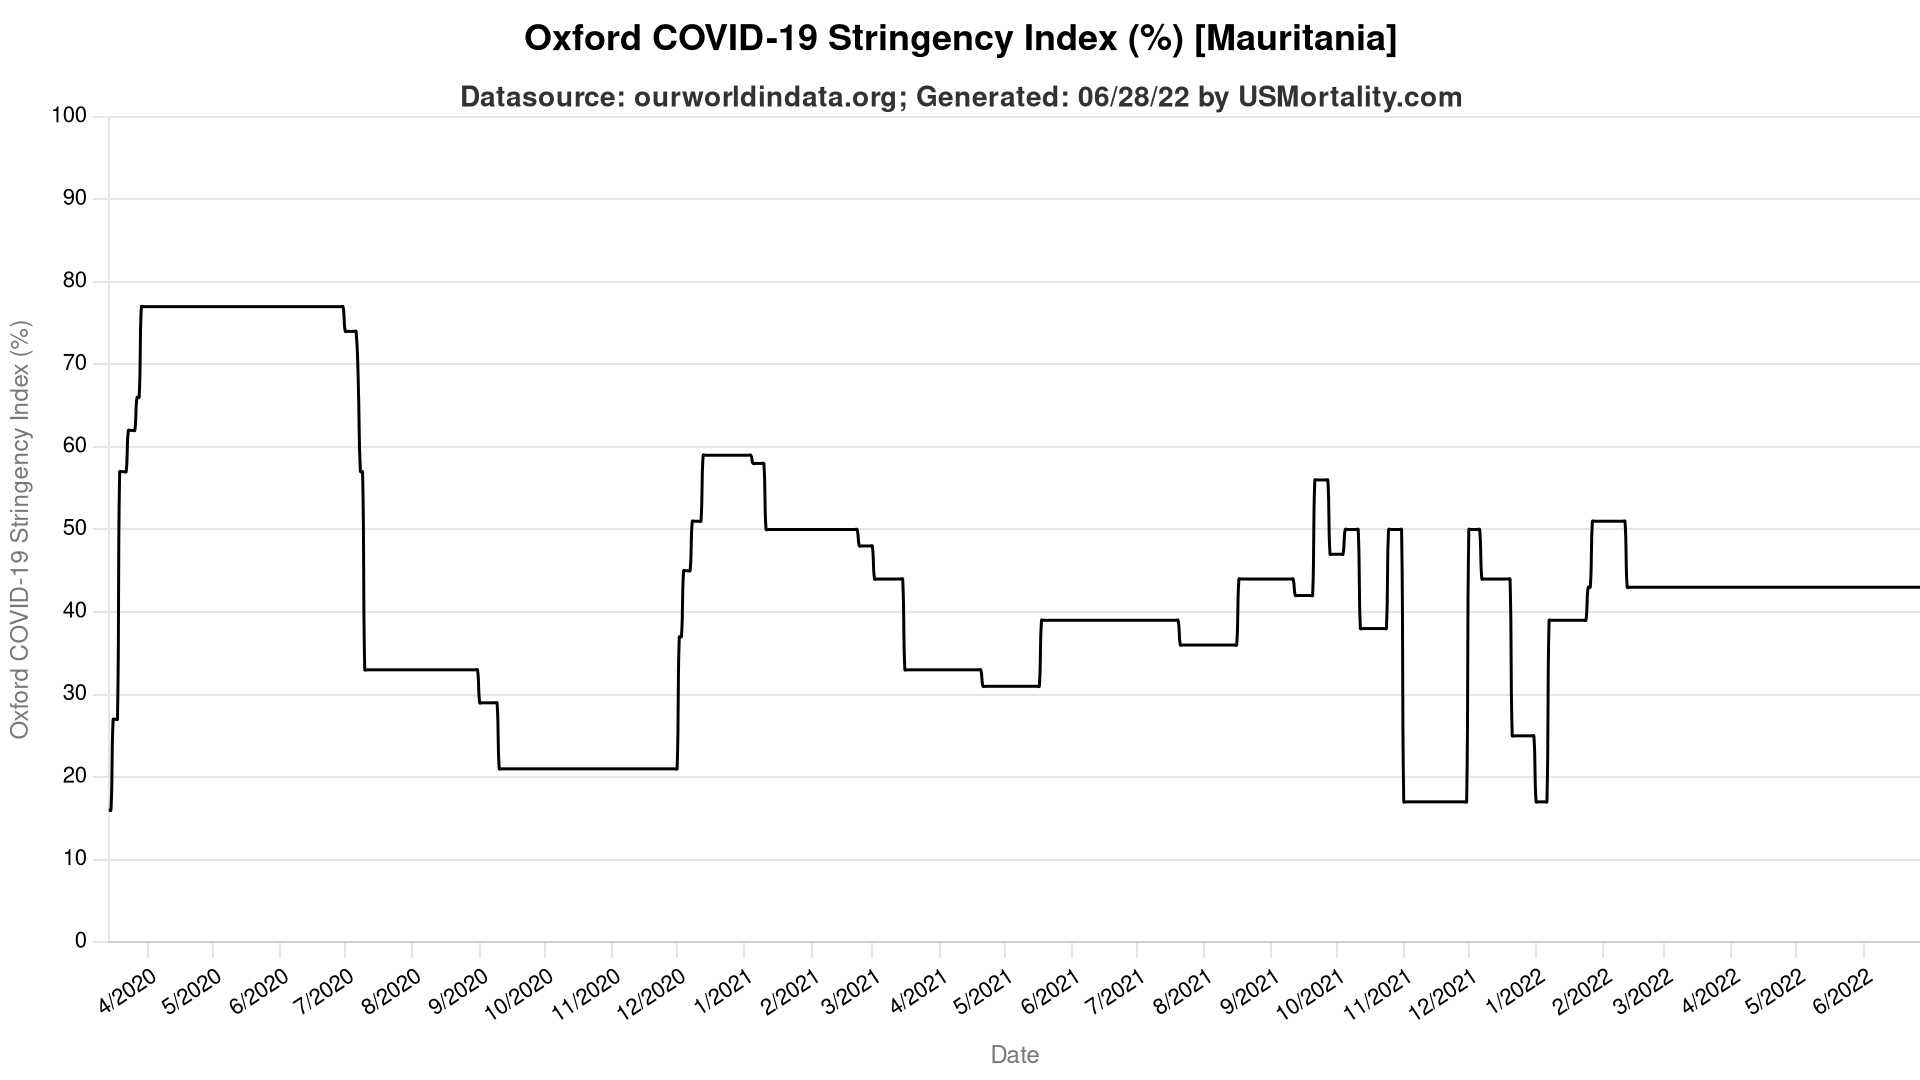 Oxford COVID-19 Stringency Index (%) [Mauritania]
Datasource: ourworldindata.org; Generated: 06/28/22 by USMortality.com
Oxford COVID-19 Stringency Index (%)
100
90
80
70
60
50
40
30
20
10
0
4/2020 5/2020 6/2020 7/2020 8/2020 9/2020 10/2020 11/2020 12/2020 1/2021 2/2021 3/2021 4/2021 5/2021 6/2021 7/2021 8/2021 9/2021 10/2021 11/2021 12/2021 1/2022 2/2022 3/2022 4/2022 5/2022 6/2022
Date